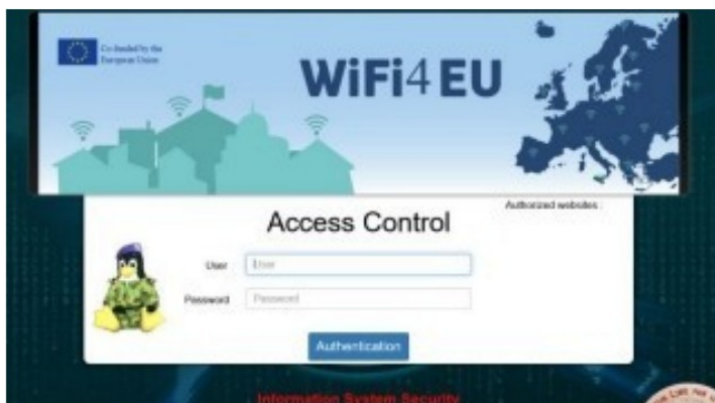 Co-funded by the
European Union
WiFi4EU
Authorized websites :
Access Control
User
User
Password
Password
Authentication
Information System Security